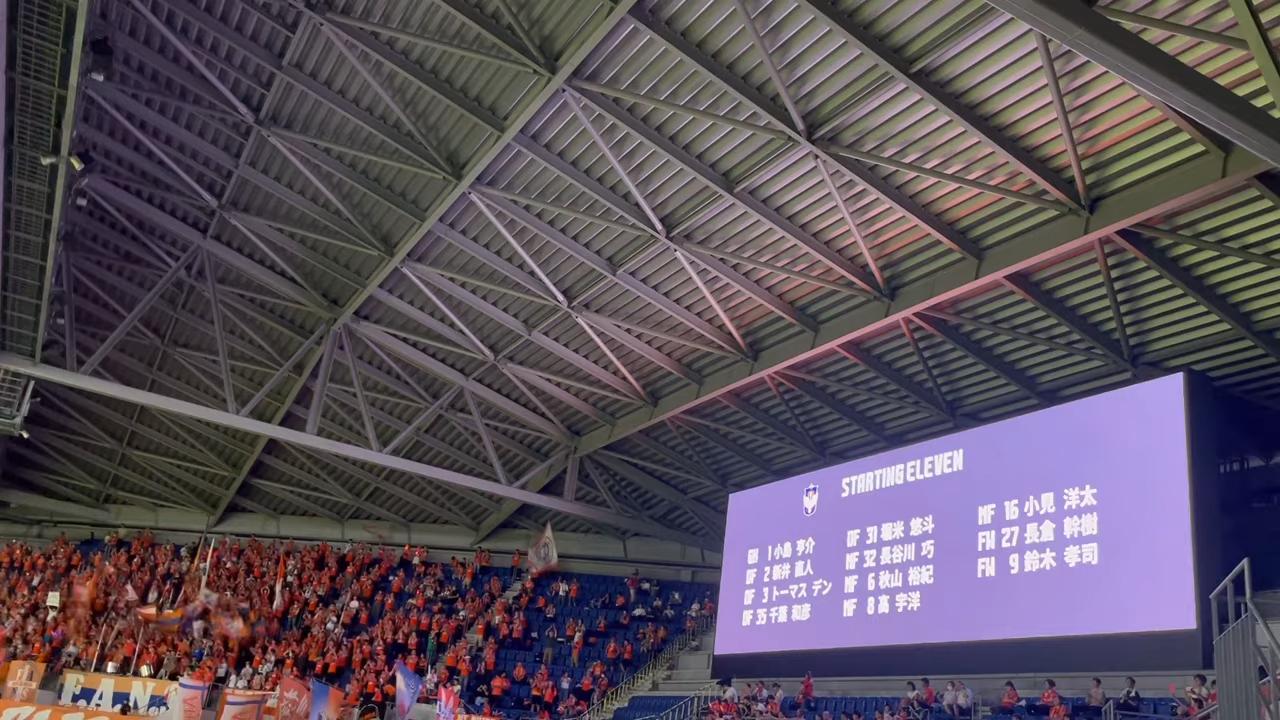 STARTING ELEVEN
GK 1 小島 亨介
DF 2 新井 直人
DF 3 トーマス デン
DF 35 千葉 和彦
DF 31 堀米 悠斗
MF 32 長谷川 巧
MF 6 秋山 裕紀
MF 8 高 宇洋
MF 16 小見 洋太
FW 27 長倉 幹樹
FW 9 鈴木 孝司
FANS